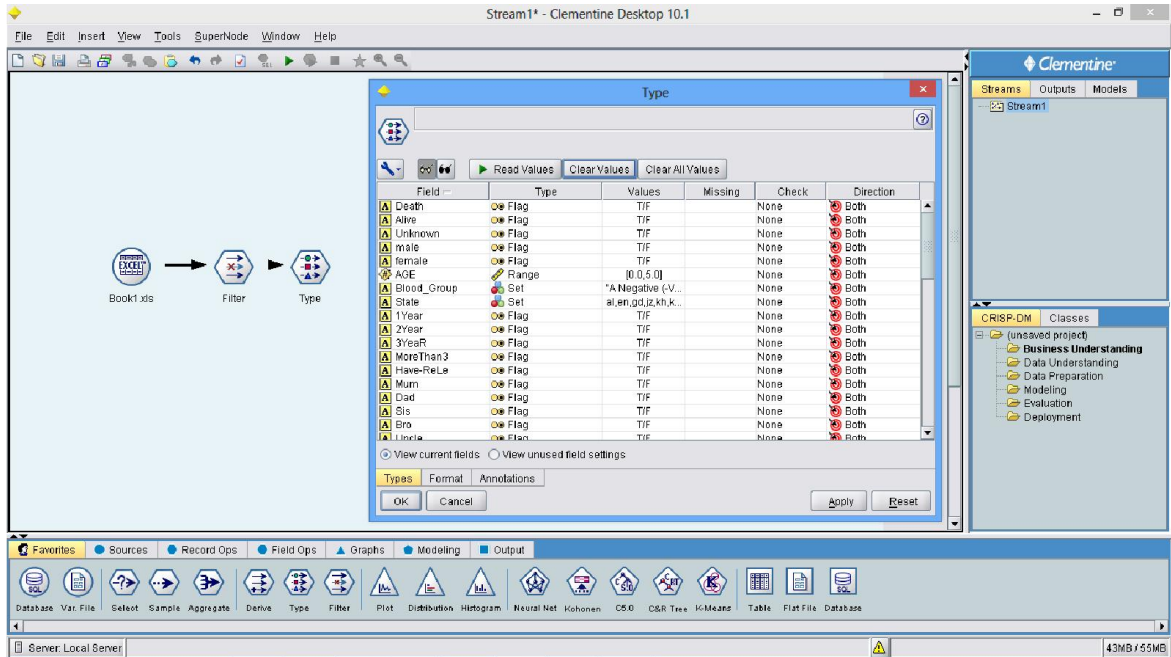 Stream1* - Clementine Desktop 10.1
File Edit Insert View Tools SuperNode Window Help
Clementine
Streams Outputs Models
Stream1
Type
Read Values Clear Values Clear All Values
Field Type Values Missing Check Direction
A Death Flag T/F None Both
A Alive Flag T/F None Both
A Unknown Flag T/F None Both
A male Flag T/F None Both
A female Flag T/F None Both
AGE Range [0.0,5.0] None Both
A Blood_Group Set "A Negative (-V... None Both
A State Set al,en,gd,jz,kh,k... None Both
A 1Year Flag T/F None Both
A 2Year Flag T/F None Both
A 3YeaR Flag T/F None Both
A MoreThan3 Flag T/F None Both
A Have-ReLe Flag T/F None Both
A Mum Flag T/F None Both
A Dad Flag T/F None Both
A Sis Flag T/F None Both
A Bro Flag T/F None Both
A Uncle Flag T/F None Both
View current fields View unused field settings
Types Format Annotations
OK Cancel Apply Reset
EXCEL
Book1.xls Filter Type
CRISP-DM Classes
(unsaved project)
Business Understanding
Data Understanding
Data Preparation
Modeling
Evaluation
Deployment
Favorites Sources Record Ops Field Ops Graphs Modeling Output
Database Var. File Select Sample Aggregate Derive Type Filter Plot Distribution Histogram Neural Net Kohonen C5.0 C&R Tree K-Means Table Flat File Database
Server: Local Server 43MB / 55MB